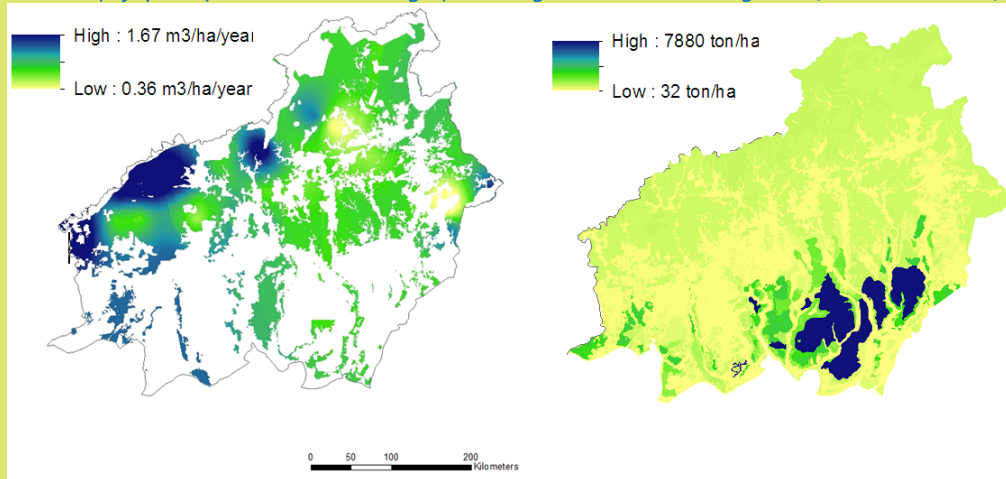 High : 1.67 m3/ha/year
Low : 0.36 m3/ha/year
High : 7880 ton/ha
Low : 32 ton/ha
0 50 100 200
Kilometers